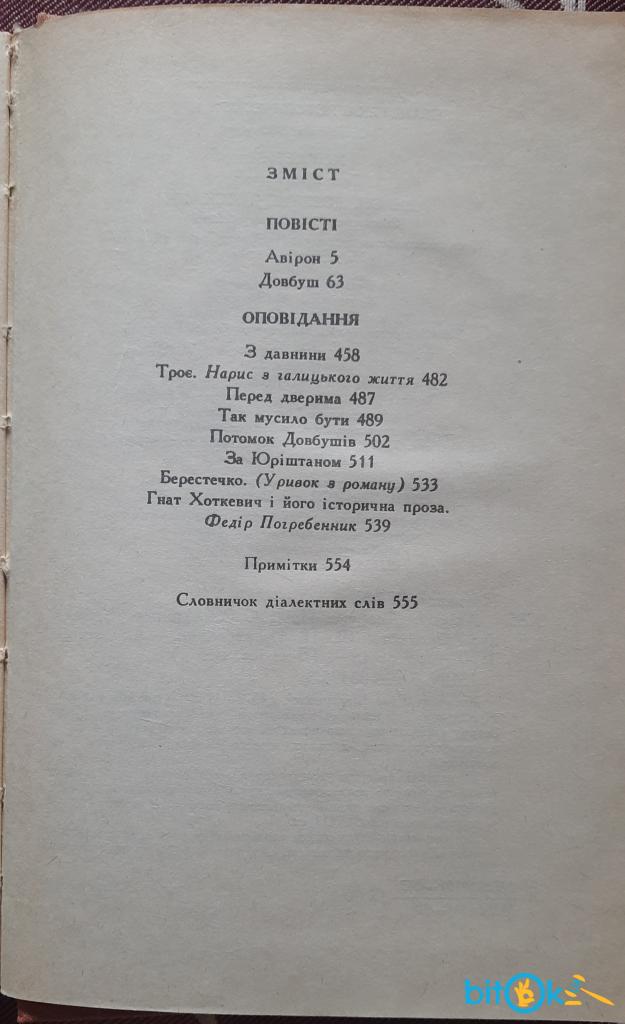 ЗМІСТ
ПОВІСТІ
Авірон 5
Довбуш 63
ОПОВІДАННЯ
З давнини 458
Троє. Нарис з галицького життя 482
Перед дверима 487
Так мусило бути 489
Потомок Довбушів 502
За Юріштаном 511
Берестечко. (Уривок з роману) 533
Гнат Хоткевич і його історична проза.
Федір Погребенник 539
Примітки 554
Словничок діалектних слів 555
bitOk